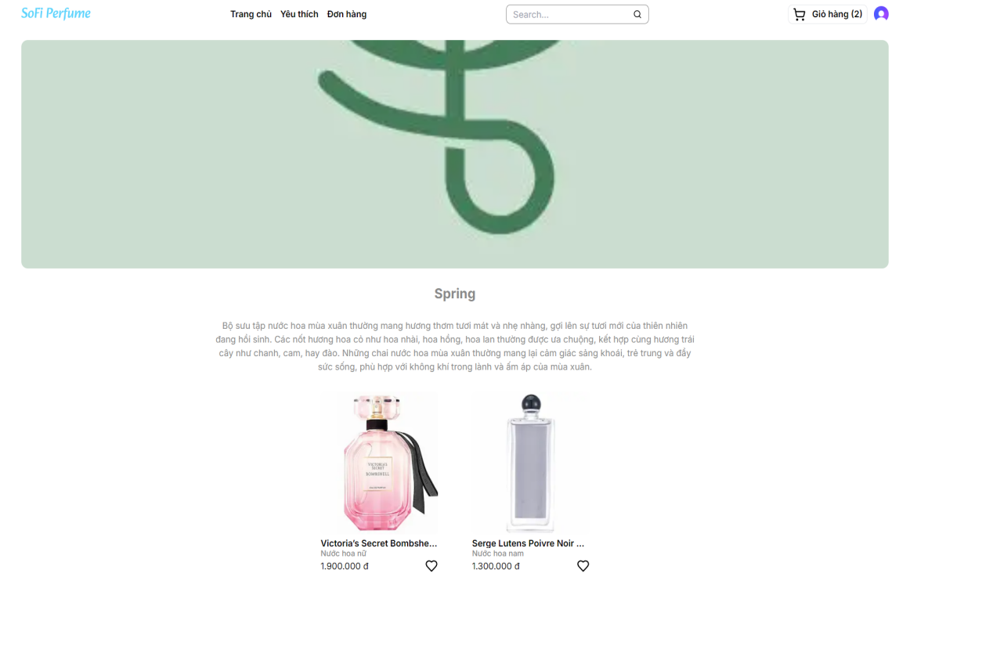 SoFi Perfume
Trang chủ Yêu thích Đơn hàng
Search...
Giỏ hàng (2)
Spring
Bộ sưu tập nước hoa mùa xuân thường mang hương thơm tươi mát và nhẹ nhàng, gợi lên sự tươi mới của thiên nhiên
đang hồi sinh. Các nốt hương hoa cỏ như hoa nhài, hoa hồng, hoa lan thường được ưa chuộng, kết hợp cùng hương trái
cây như chanh, cam, hay đào. Những chai nước hoa mùa xuân thường mang lại cảm giác sảng khoái, trẻ trung và đầy
sức sống, phù hợp với không khí trong lành và ấm áp của mùa xuân.
VICTORIA'S
SECRET
BOMBSHELL
EAU DE PARFUM
Victoria's Secret Bombshe...
Nước hoa nữ
1.900.000 đ
Serge Lutens Poivre Noir ...
Nước hoa nam
1.300.000 đ